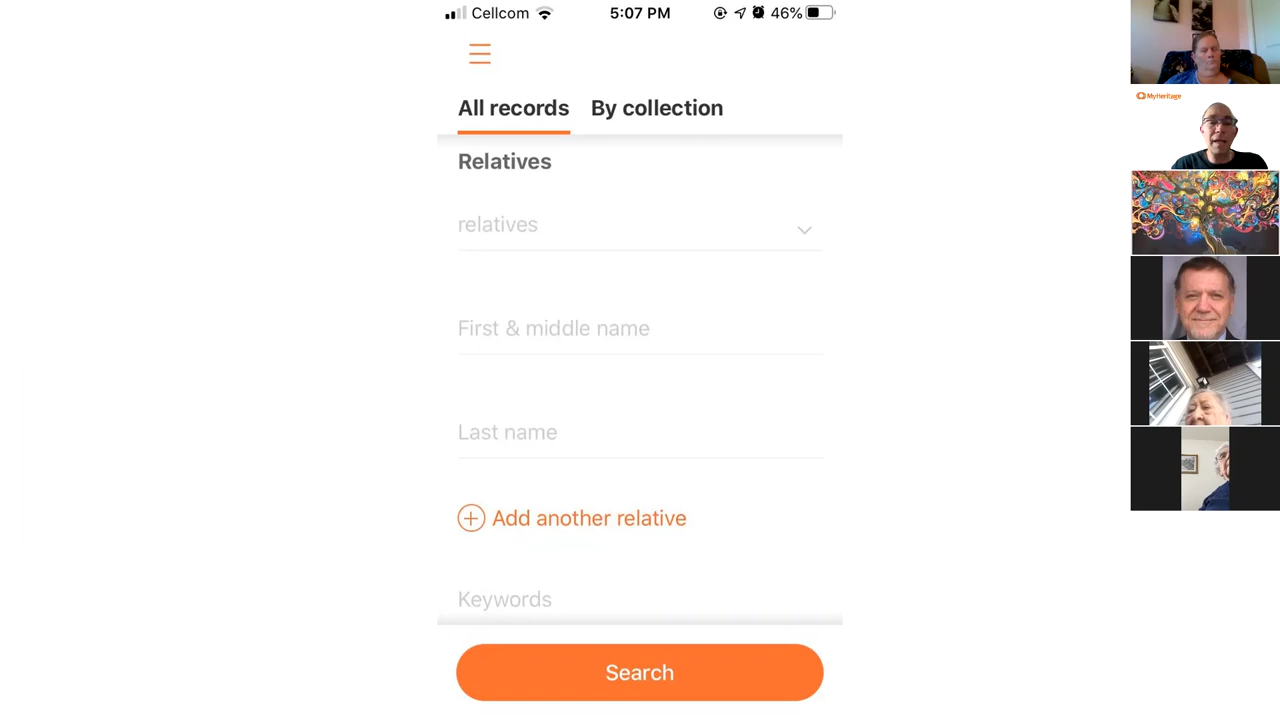 Cellcom 5:07 PM 46%
All records By collection
Relatives
relatives
First & middle name
Last name
Add another relative
Keywords
Search
MyHeritage